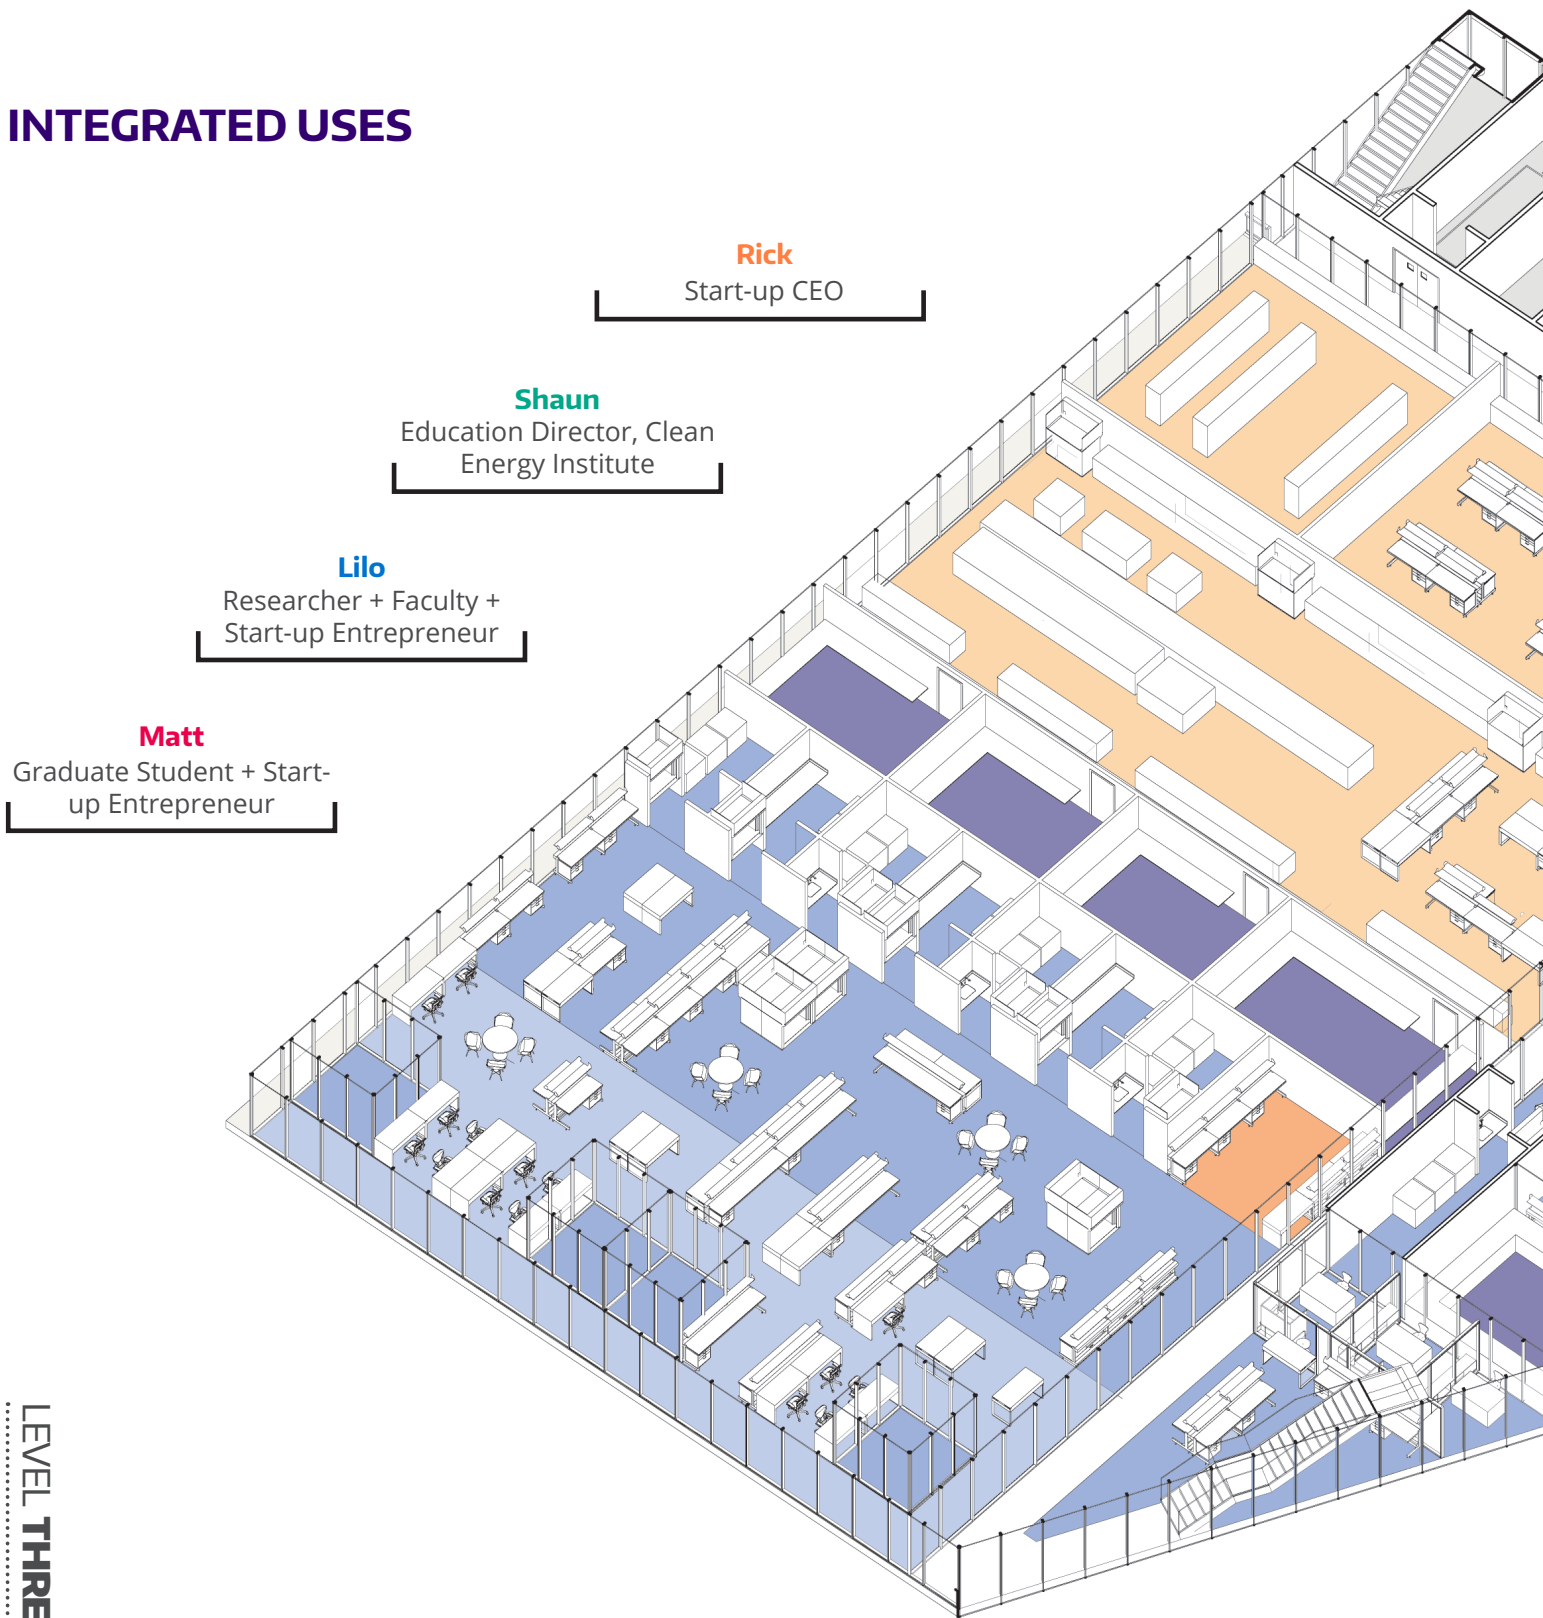 INTEGRATED USES
Rick
Start-up CEO
Shaun
Education Director, Clean
Energy Institute
Lilo
Researcher + Faculty +
Start-up Entrepreneur
Matt
Graduate Student + Start-
up Entrepreneur
LEVEL THRE